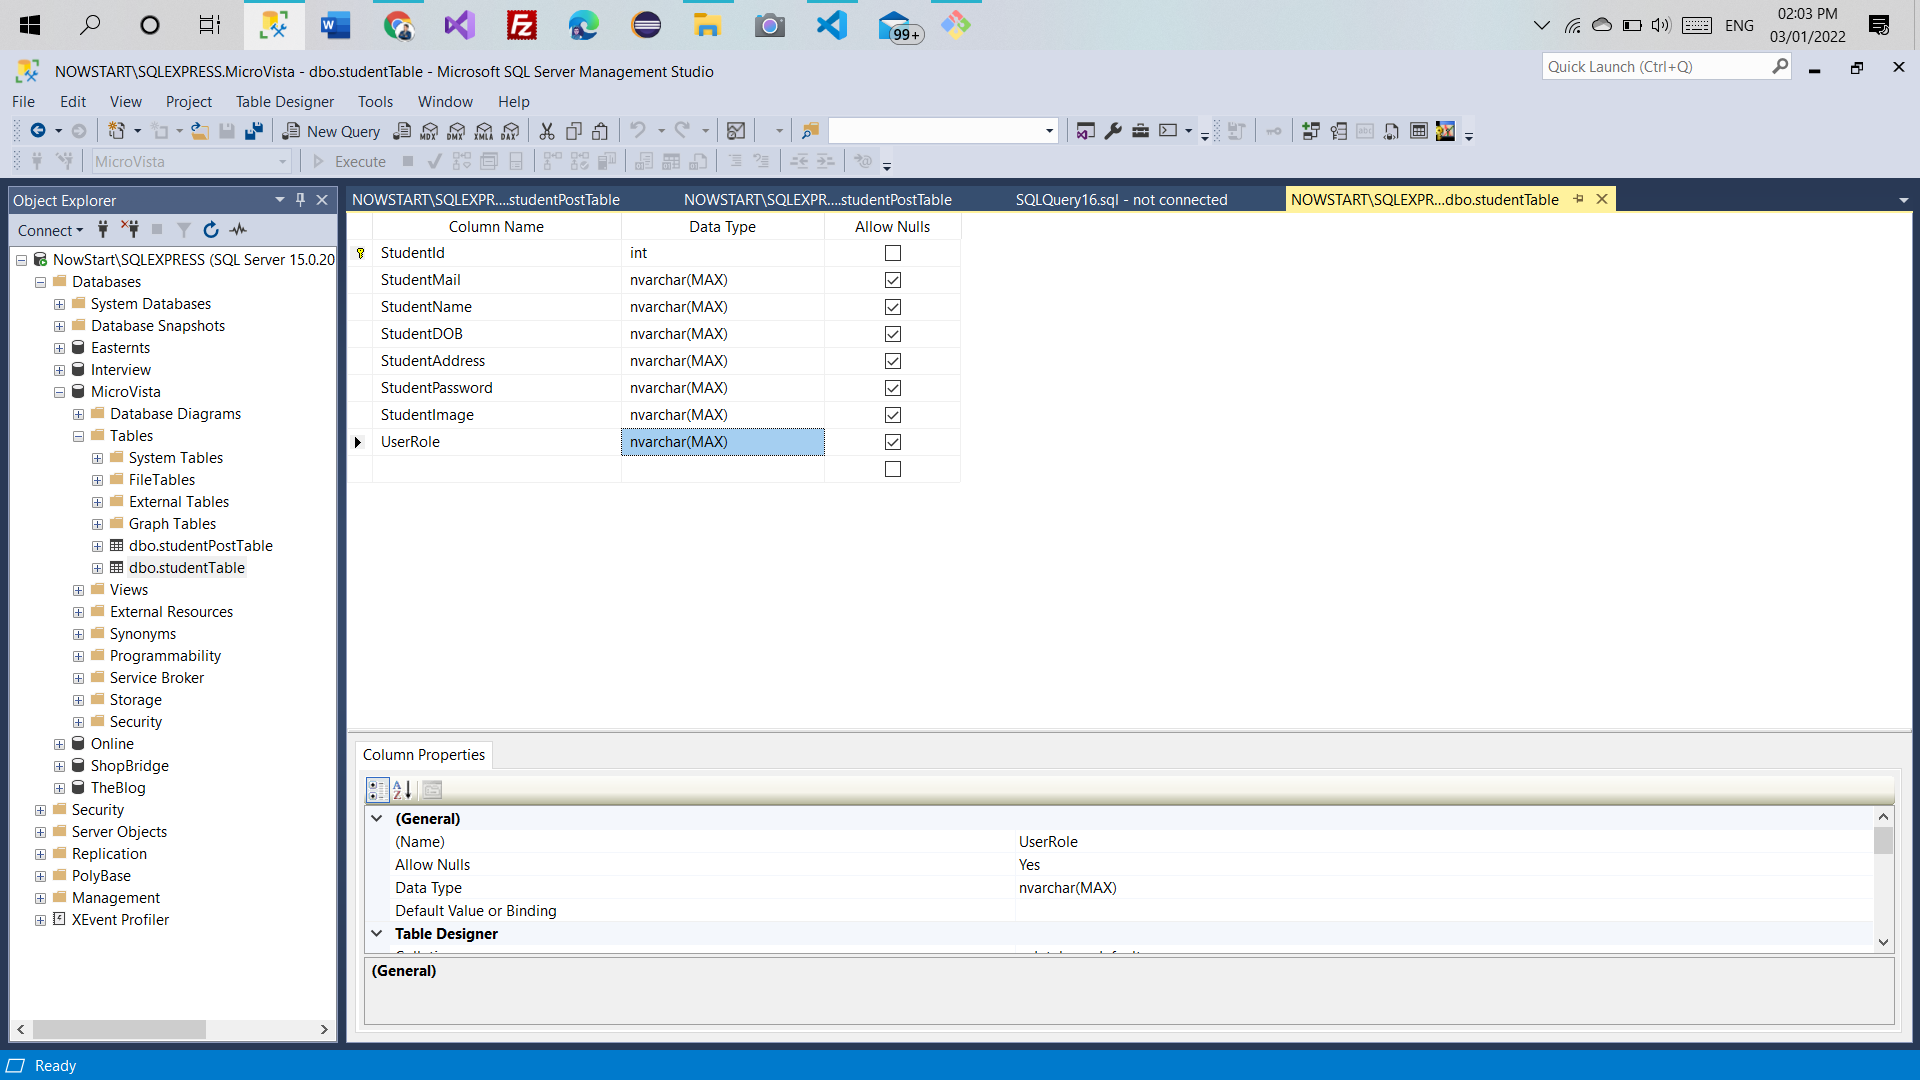 99+
ENG
02:03 PM
03/01/2022
NOWSTART\SQLEXPRESS.MicroVista - dbo.studentTable - Microsoft SQL Server Management Studio
Quick Launch (Ctrl+Q)
File Edit View Project Table Designer Tools Window Help
New Query MDX DMX XMLA DAX
MicroVista Execute
Object Explorer
NOWSTART\SQLEXPR....studentPostTable NOWSTART\SQLEXPR....studentPostTable SQLQuery16.sql - not connected NOWSTART\SQLEXPR...dbo.studentTable
Connect
NowStart\SQLEXPRESS (SQL Server 15.0.20
Databases
System Databases
Database Snapshots
Easternts
Interview
MicroVista
Database Diagrams
Tables
System Tables
FileTables
External Tables
Graph Tables
dbo.studentPostTable
dbo.studentTable
Views
External Resources
Synonyms
Programmability
Service Broker
Storage
Security
Online
ShopBridge
TheBlog
Security
Server Objects
Replication
PolyBase
Management
XEvent Profiler
Column Name Data Type Allow Nulls
StudentId int
StudentMail nvarchar(MAX)
StudentName nvarchar(MAX)
StudentDOB nvarchar(MAX)
StudentAddress nvarchar(MAX)
StudentPassword nvarchar(MAX)
StudentImage nvarchar(MAX)
UserRole nvarchar(MAX)
Column Properties
(General)
(Name) UserRole
Allow Nulls Yes
Data Type nvarchar(MAX)
Default Value or Binding
Table Designer
(General)
Ready